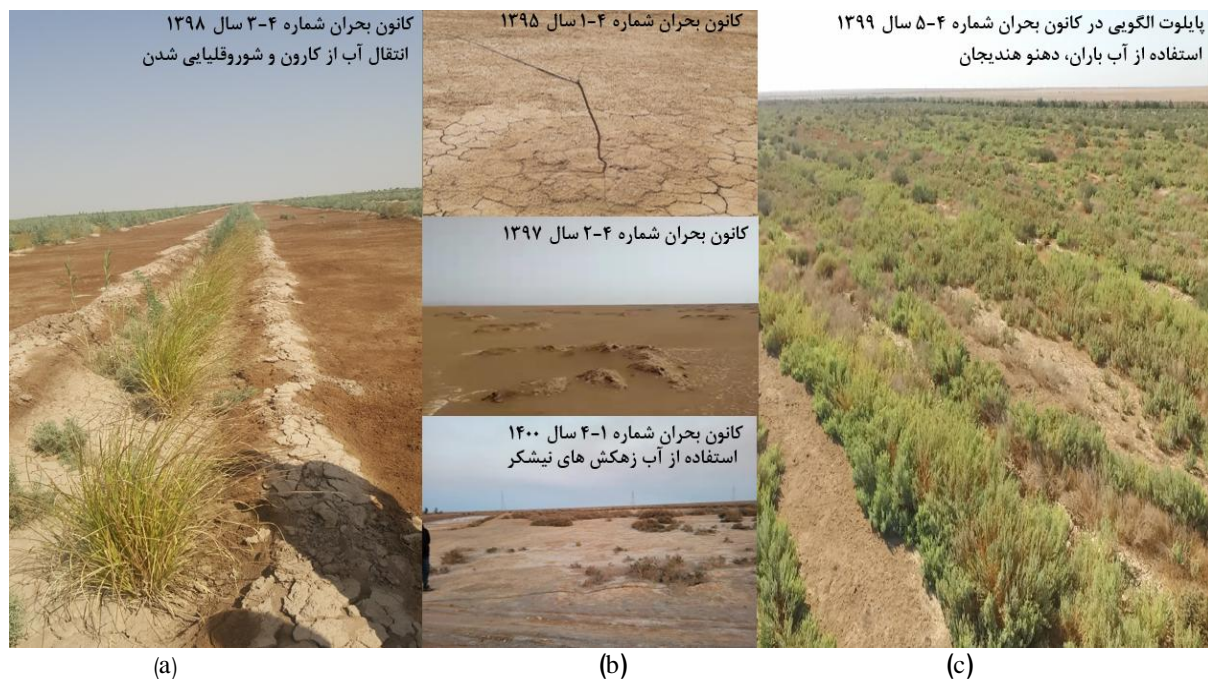 کانون بحران شماره ۴-۳ سال ۱۳۹۸
انتقال آب از کارون و شوروقلیایی شدن
کانون بحران شماره ۴-۱ سال ۱۳۹۵
کانون بحران شماره ۴-۲ سال ۱۳۹۷
کانون بحران شماره ۱-۴ سال ۱۴۰۰
استفاده از آب زهکش های نیشکر
پایلوت الگویی در کانون بحران شماره ۴-۵ سال ۱۳۹۹
استفاده از آب باران، دهنو هندیجان
(a)
(b)
(c)